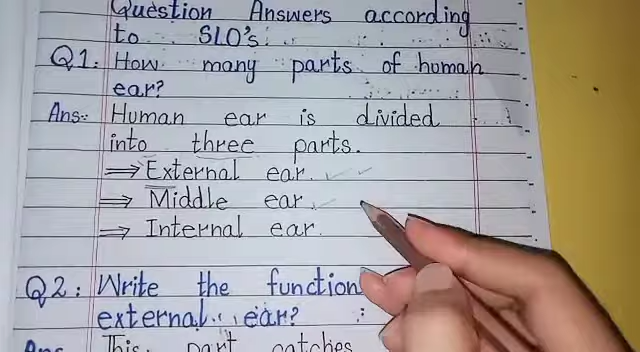 Question Answers according
to SLO's.
Q1. How many parts of human
ear?
Ans:- Human ear is divided
into three parts.
⇒ External ear.
⇒ Middle ear.
⇒ Internal ear.
Q2: Write the function
external ear?
Ans This part catches